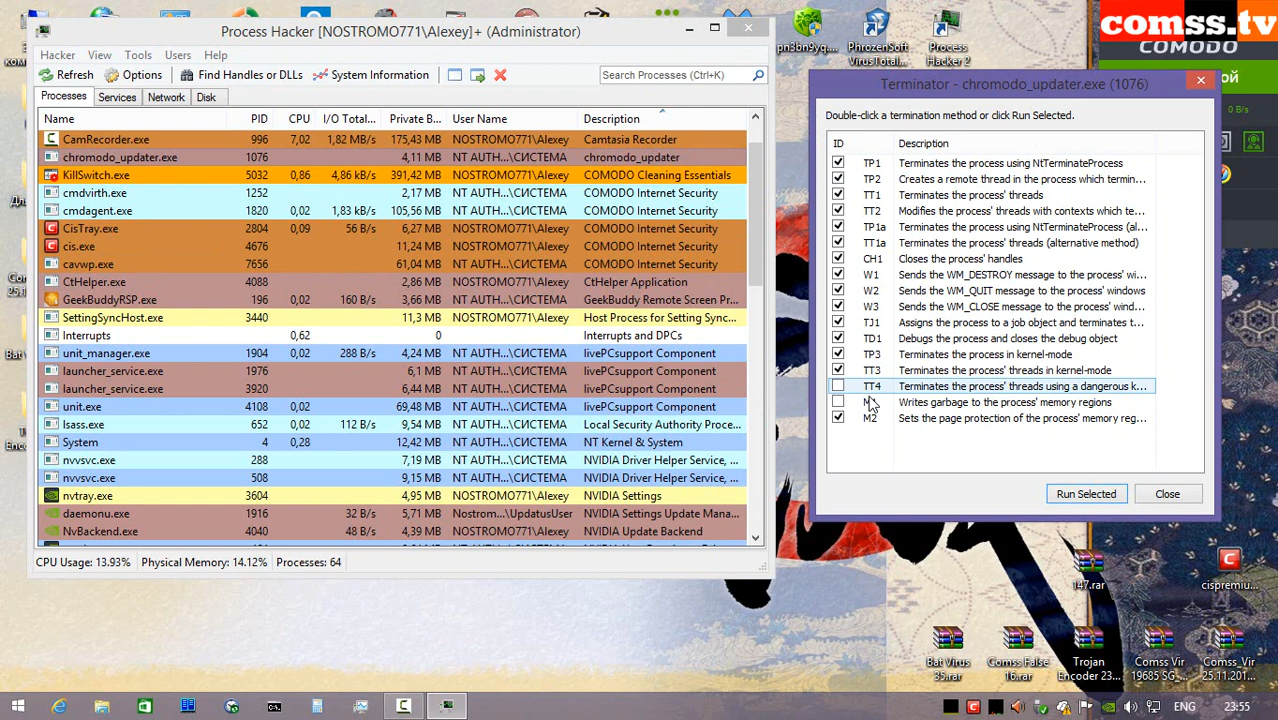 Process Hacker [NOSTROMO771\Alexey]+ (Administrator)
Hacker View Tools Users Help
Refresh Options Find Handles or DLLs System Information Search Processes (Ctrl+K)
Processes Services Network Disk
Name PID CPU I/O Total... Private B... User Name Description
CamRecorder.exe 996 7,02 1,82 MB/s 175,43 MB NOSTROMO771\Alexey Camtasia Recorder
chromodo_updater.exe 1076 4,11 MB NT AUTH...\СИСТЕМА chromodo_updater
KillSwitch.exe 5032 0,86 4,86 kB/s 391,42 MB NOSTROMO771\Alexey COMODO Cleaning Essentials
cmdvirth.exe 1252 2,17 MB NT AUTH...\СИСТЕМА COMODO Internet Security
cmdagent.exe 1820 0,02 1,83 kB/s 105,56 MB NT AUTH...\СИСТЕМА COMODO Internet Security
CisTray.exe 2804 0,09 56 B/s 6,27 MB NOSTROMO771\Alexey COMODO Internet Security
cis.exe 4676 11,24 MB NOSTROMO771\Alexey COMODO Internet Security
cavwp.exe 7656 61,04 MB NT AUTH...\СИСТЕМА COMODO Internet Security
CtHelper.exe 4088 2,86 MB NOSTROMO771\Alexey CtHelper Application
GeekBuddyRSP.exe 196 0,02 160 B/s 6,95 MB NT AUTH...\СИСТЕМА GeekBuddy Remote Screen Pr...
SettingSyncHost.exe 3440 11,3 MB NOSTROMO771\Alexey Host Process for Setting Sync...
Interrupts 0,62 0 Interrupts and DPCs
unit_manager.exe 1904 0,02 288 B/s 4,24 MB NT AUTH...\СИСТЕМА livePCsupport Component
launcher_service.exe 1976 6,1 MB NT AUTH...\СИСТЕМА livePCsupport Component
launcher_service.exe 3920 6,19 MB NT AUTH...\СИСТЕМА livePCsupport Component
unit.exe 4108 0,02 69,48 MB NT AUTH...\СИСТЕМА livePCsupport Component
lsass.exe 652 0,02 112 B/s 6,09 MB NT AUTH...\СИСТЕМА Local Security Authority Proce...
System 4 0,28 12,42 MB NT AUTH...\СИСТЕМА NT Kernel & System
nvvsvc.exe 288 7,19 MB NT AUTH...\СИСТЕМА NVIDIA Driver Helper Service, ...
nvvsvc.exe 508 9,15 MB NT AUTH...\СИСТЕМА NVIDIA Driver Helper Service, ...
nvtray.exe 3604 4,95 MB NOSTROMO771\Alexey NVIDIA Settings
daemonu.exe 1916 32 B/s 5,71 MB Nostrom...\UpdatusUser NVIDIA Settings Update Mana...
NvBackend.exe 4040 0,02 48 B/s 5,41 MB NOSTROMO771\Alexey NVIDIA Update Backend
CPU Usage: 13.93% Physical Memory: 14.12% Processes: 64
pn3bn9yq....
PhrozenSoft
VirusTotal...
Process
Hacker 2
comss.tv
COMODO
ой
0 B/s
Terminator - chromodo_updater.exe (1076)
Double-click a termination method or click Run Selected.
ID Description
TP1 Terminates the process using NtTerminateProcess
TP2 Creates a remote thread in the process which termin...
TT1 Terminates the process' threads
TT2 Modifies the process' threads with contexts which te...
TP1a Terminates the process using NtTerminateProcess (al...
TT1a Terminates the process' threads (alternative method)
CH1 Closes the process' handles
W1 Sends the WM_DESTROY message to the process' wi...
W2 Sends the WM_QUIT message to the process' windows
W3 Sends the WM_CLOSE message to the process' wind...
TJ1 Assigns the process to a job object and terminates t...
TD1 Debugs the process and closes the debug object
TP3 Terminates the process in kernel-mode
TT3 Terminates the process' threads in kernel-mode
TT4 Terminates the process' threads using a dangerous k...
Writes garbage to the process' memory regions
M2 Sets the page protection of the process' memory reg...
Run Selected Close
147.rar
cispremiu...
Bat Virus
35.rar
Comss False
16.rar
Trojan
Encoder 23...
Comss Vir
19685 SG_...
Comss_Vir
25.11.201...
ENG 23:55